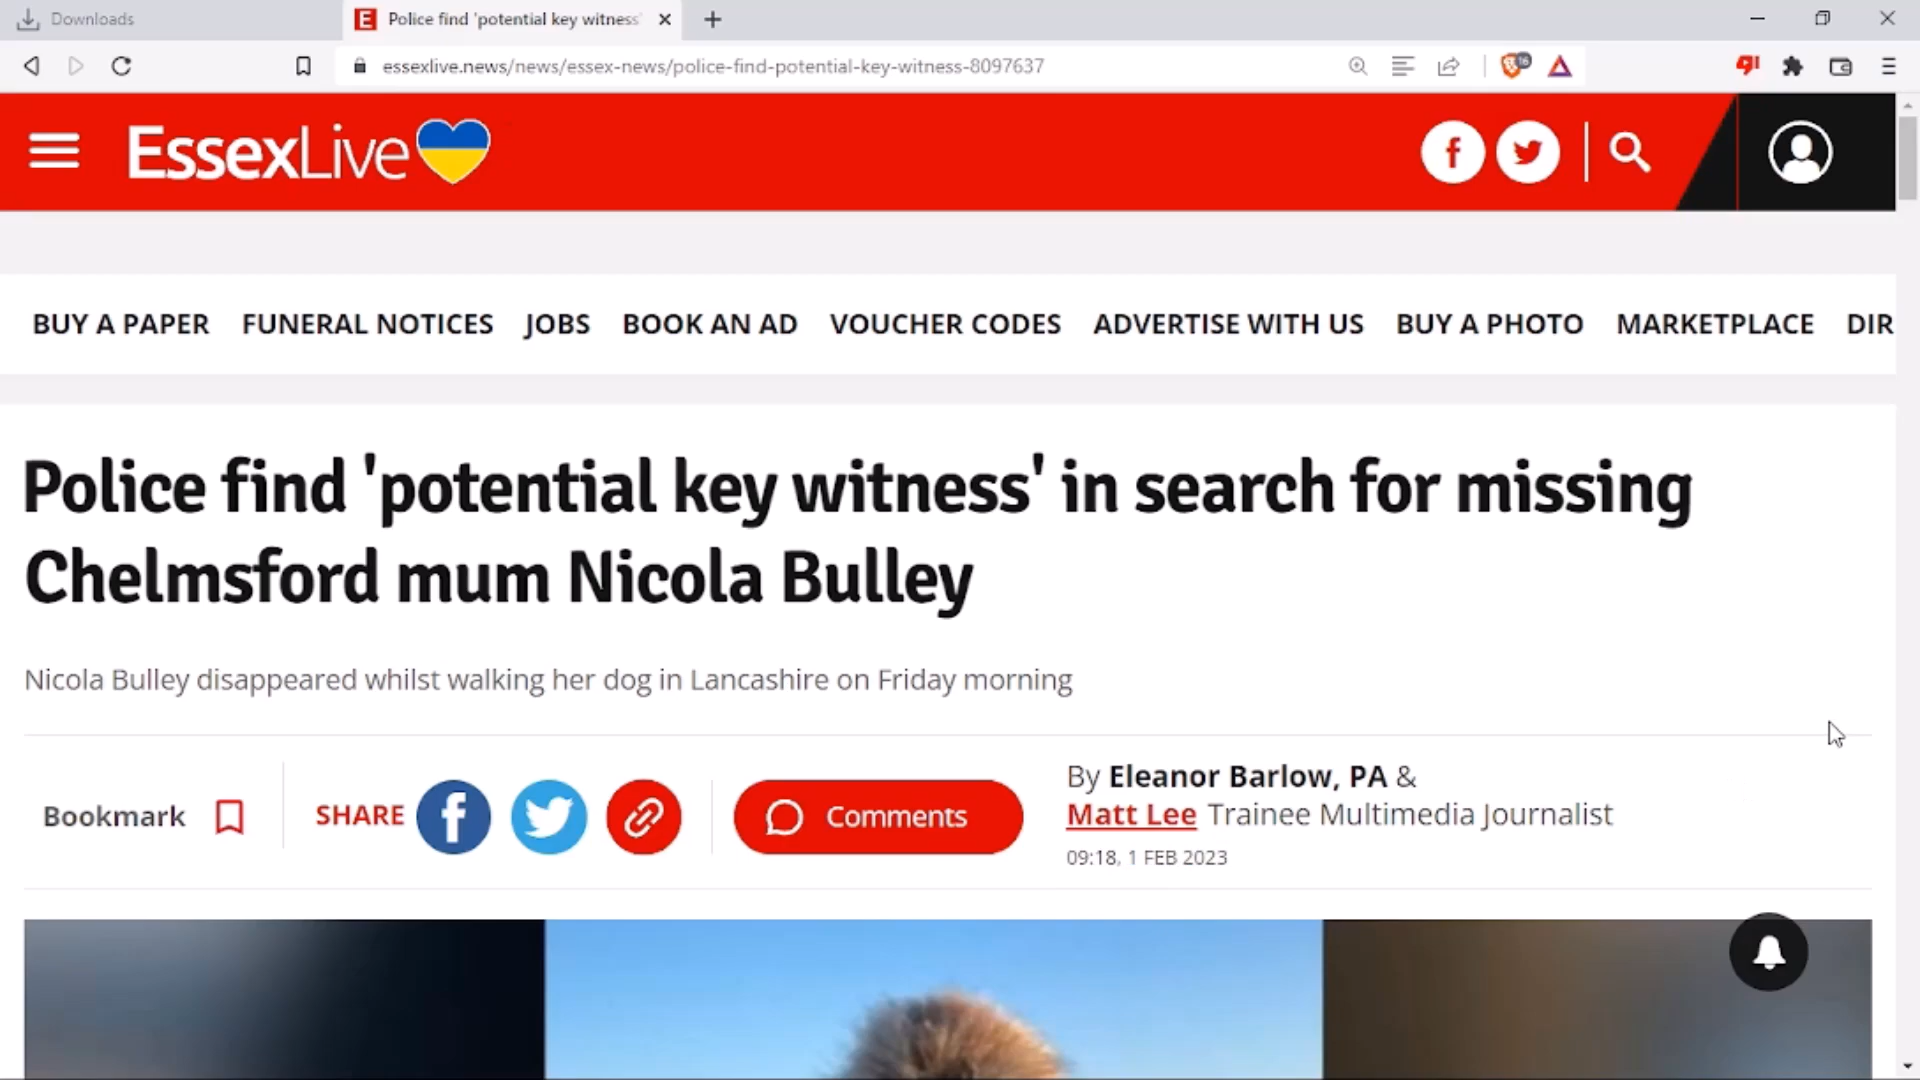 Downloads
Police find 'potential key witness'
essexlive.news/news/essex-news/police-find-potential-key-witness-8097637
16
EssexLive
BUY A PAPER FUNERAL NOTICES JOBS BOOK AN AD VOUCHER CODES ADVERTISE WITH US BUY A PHOTO MARKETPLACE DIR
Police find 'potential key witness' in search for missing
Chelmsford mum Nicola Bulley
Nicola Bulley disappeared whilst walking her dog in Lancashire on Friday morning
Bookmark SHARE Comments
By Eleanor Barlow, PA &
Matt Lee Trainee Multimedia Journalist
09:18, 1 FEB 2023